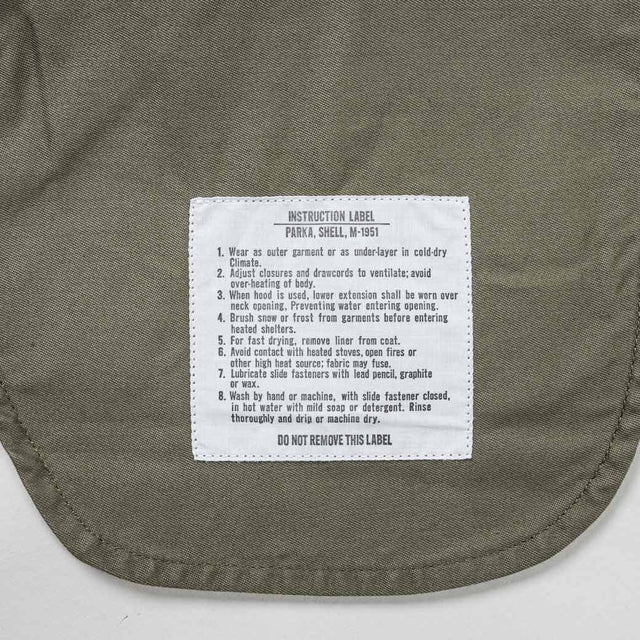 INSTRUCTION LABEL
PARKA, SHELL, M-1951
1. Wear as outer garment or as under-layer in cold-dry
Climate.
2. Adjust closures and drawcords to ventilate; avoid
over-heating of body.
3. When hood is used, lower extension shall be worn over
neck opening, Preventing water entering opening.
4. Brush snow or frost from garments before entering
heated shelters.
5. For fast drying, remove liner from coat.
6. Avoid contact with heated stoves, open fires or
other high heat source; fabric may fuse.
7. Lubricate slide fasteners with lead pencil, graphite
or wax.
8. Wash by hand or machine, with slide fastener closed,
in hot water with mild soap or detergent. Rinse
thoroughly and drip or machine dry.
DO NOT REMOVE THIS LABEL